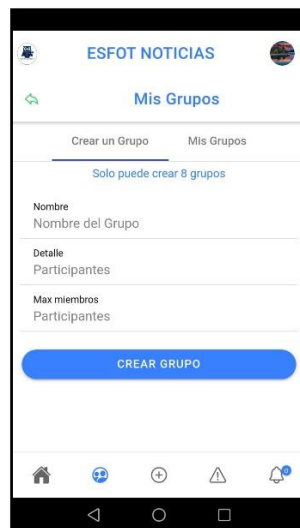 ESFOT NOTICIAS
Mis Grupos
Crear un Grupo Mis Grupos
Solo puede crear 8 grupos
Nombre
Nombre del Grupo
Detalle
Participantes
Max miembros
Participantes
CREAR GRUPO
0